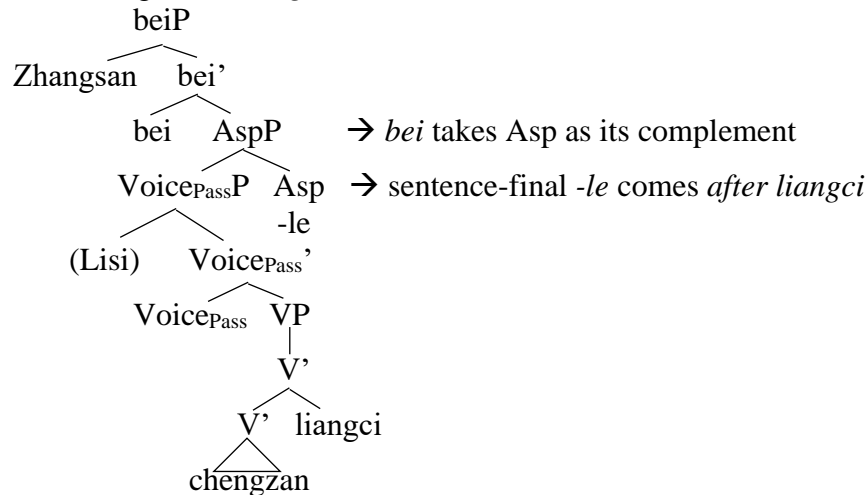 beiP
Zhangsan bei’
bei AspP → bei takes Asp as its complement
VoicePassP Asp → sentence-final -le comes after liangci
-le
(Lisi) VoicePass’
VoicePass VP
V’
V’ liangci
chengzan